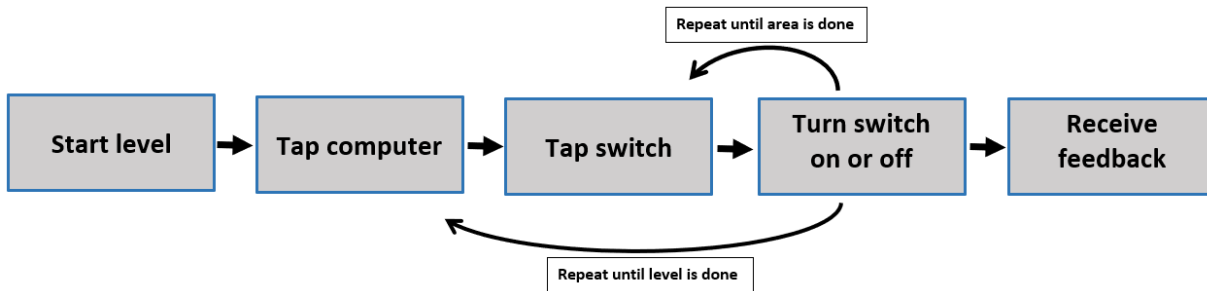 Repeat until area is done
Start level
Tap computer
Tap switch
Turn switch
on or off
Receive
feedback
Repeat until level is done